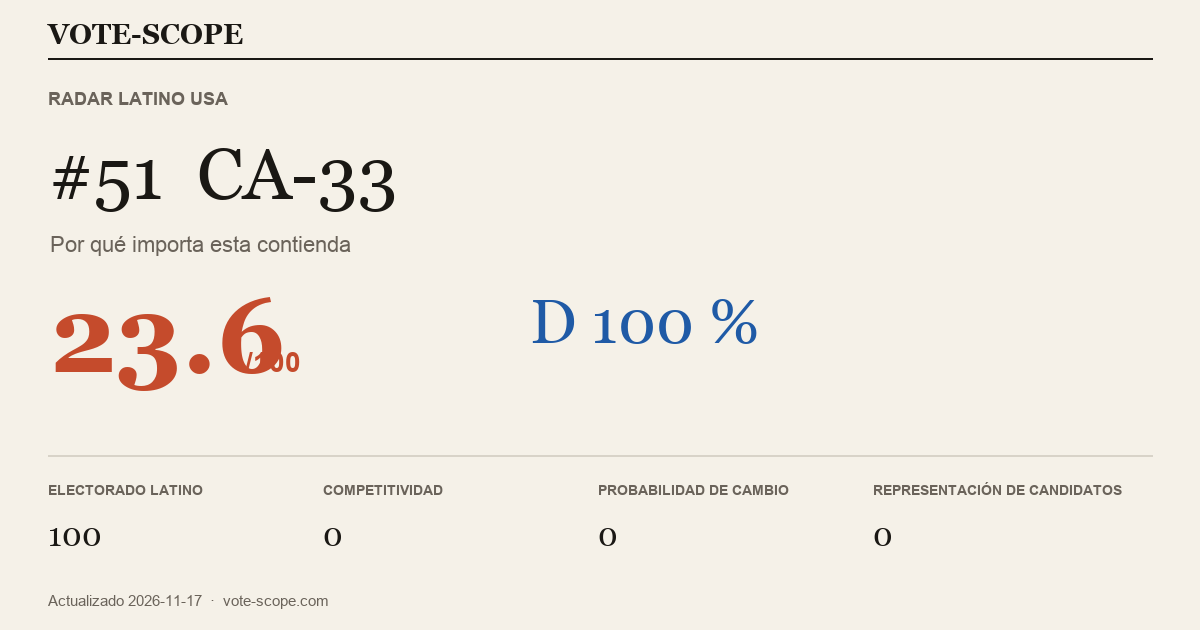 VOTE-SCOPE
RADAR LATINO USA
#51 CA-33
Por qué importa esta contienda
23.6/100
D 100 %
ELECTORADO LATINO
COMPETITIVIDAD
PROBABILIDAD DE CAMBIO
REPRESENTACIÓN DE CANDIDATOS
100
0
0
0
Actualizado 2026-11-17 · vote-scope.com